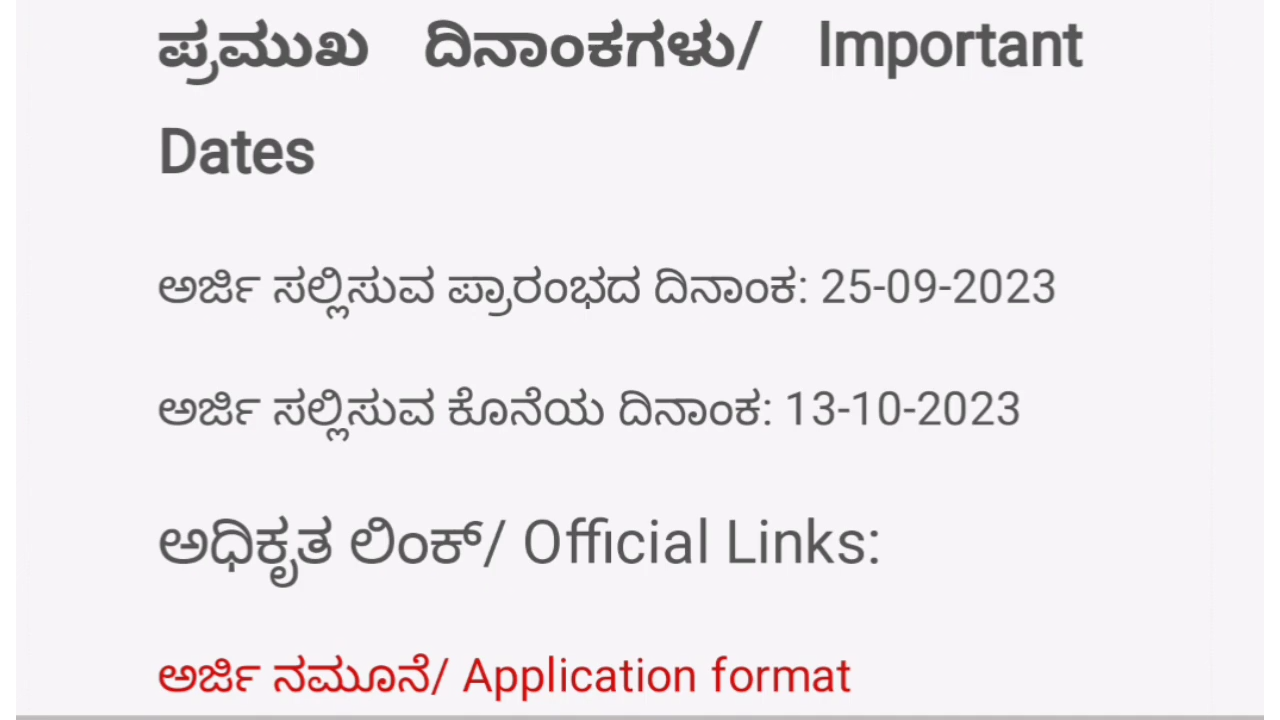 ಪ್ರಮುಖ ದಿನಾಂಕಗಳು/ Important
Dates
ಅರ್ಜಿ ಸಲ್ಲಿಸುವ ಪ್ರಾರಂಭದ ದಿನಾಂಕ: 25-09-2023
ಅರ್ಜಿ ಸಲ್ಲಿಸುವ ಕೊನೆಯ ದಿನಾಂಕ: 13-10-2023
ಅಧಿಕೃತ ಲಿಂಕ್/ Official Links:
ಅರ್ಜಿ ನಮೂನೆ/ Application format